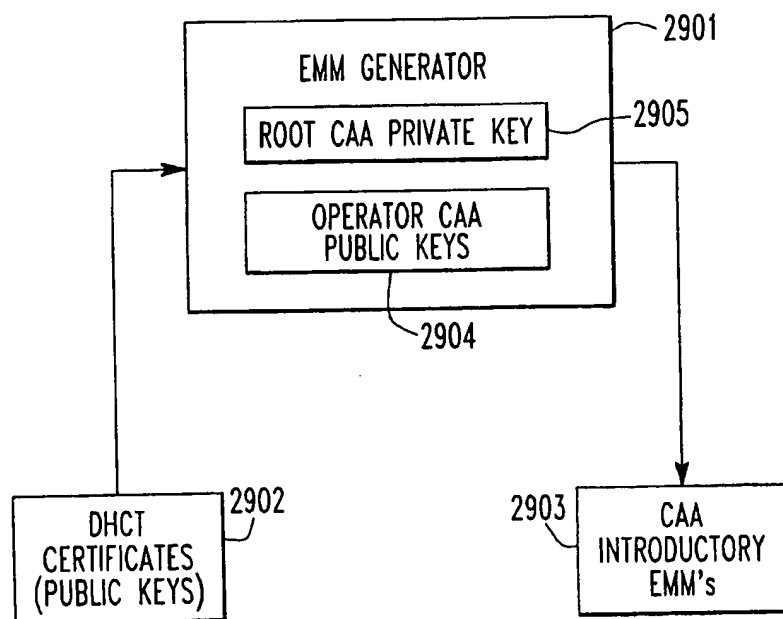 2901
EMM GENERATOR
ROOT CAA PRIVATE KEY
2905
OPERATOR CAA
PUBLIC KEYS
2904
DHCT
CERTIFICATES
(PUBLIC KEYS)
2902
2903
CAA
INTRODUCTORY
EMM's